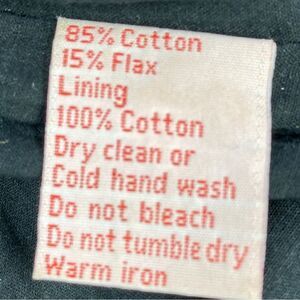 85% Cotton
15% Flax
Lining
100% Cotton
Dry clean or
Cold hand wash
Do not bleach
Do not tumble dry
Warm iron